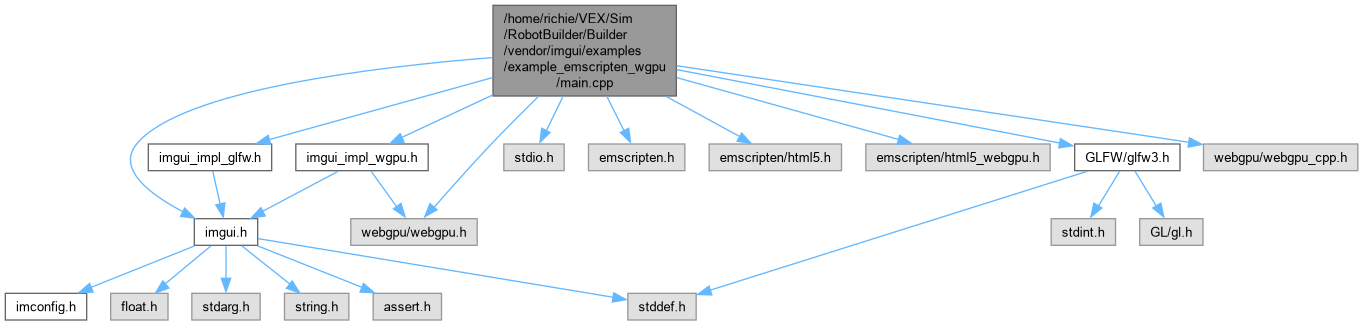 /home/richie/VEX/Sim
/RobotBuilder/Builder
/vendor/imgui/examples
/example_emscripten_wgpu
/main.cpp
imgui_impl_glfw.h
imgui_impl_wgpu.h
stdio.h
emscripten.h
emscripten/html5.h
emscripten/html5_webgpu.h
GLFW/glfw3.h
webgpu/webgpu_cpp.h
imgui.h
webgpu/webgpu.h
stdint.h
GL/gl.h
imconfig.h
float.h
stdarg.h
string.h
assert.h
stddef.h